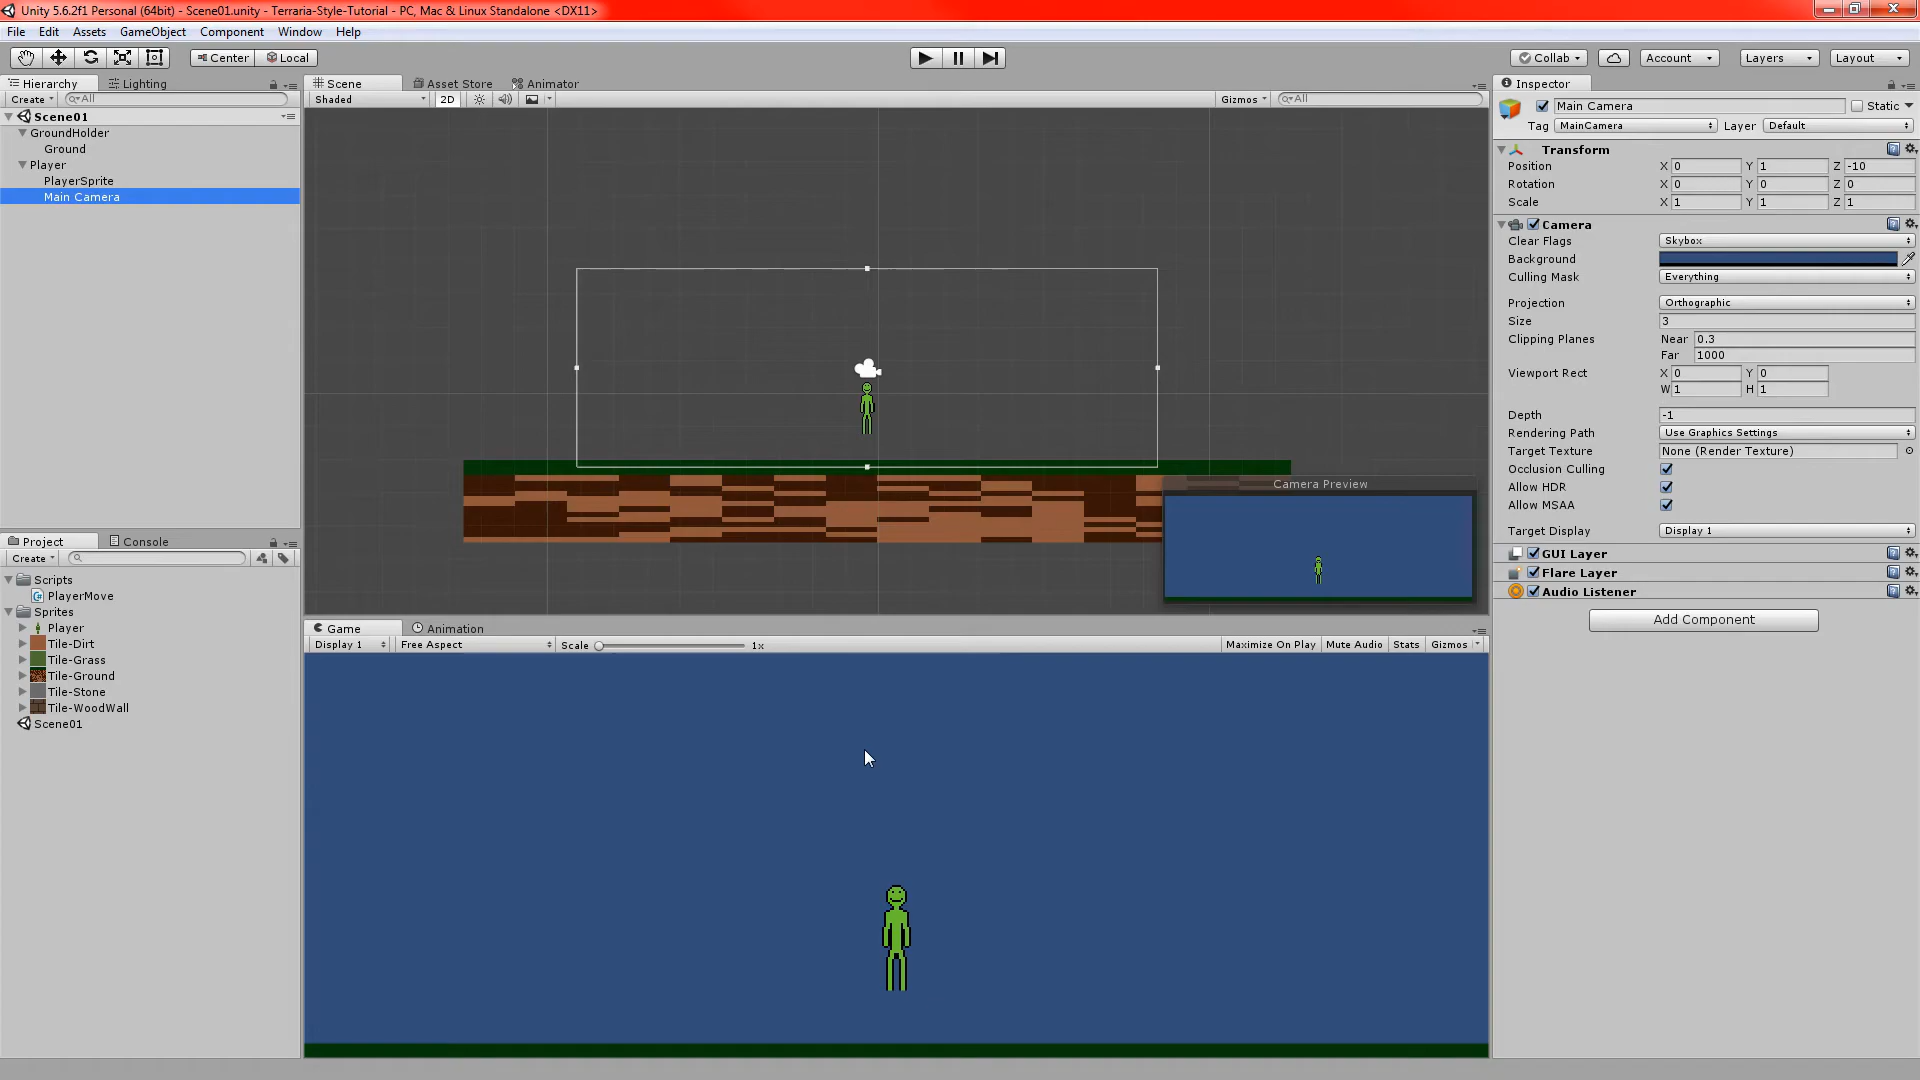 Unity 5.6.2f1 Personal (64bit) - Scene01.unity - Terraria-Style-Tutorial - PC, Mac & Linux Standalone <DX11>
File Edit Assets GameObject Component Window Help
Center Local Collab Account Layers Layout
Hierarchy Lighting
Create All
Scene01
GroundHolder
Ground
Player
PlayerSprite
Main Camera
Project Console
Create
Scripts
PlayerMove
Sprites
Player
Tile-Dirt
Tile-Grass
Tile-Ground
Tile-Stone
Tile-WoodWall
Scene01
Scene Asset Store Animator
Shaded 2D Gizmos All
Camera Preview
Game Animation
Display 1 Free Aspect Scale 1x Maximize On Play Mute Audio Stats Gizmos
Inspector
Main Camera Static
Tag MainCamera Layer Default
Transform
Position X 0 Y 1 Z -10
Rotation X 0 Y 0 Z 0
Scale X 1 Y 1 Z 1
Camera
Clear Flags Skybox
Background
Culling Mask Everything
Projection Orthographic
Size 3
Clipping Planes Near 0.3
Far 1000
Viewport Rect X 0 Y 0
W 1 H 1
Depth -1
Rendering Path Use Graphics Settings
Target Texture None (Render Texture)
Occlusion Culling
Allow HDR
Allow MSAA
Target Display Display 1
GUI Layer
Flare Layer
Audio Listener
Add Component